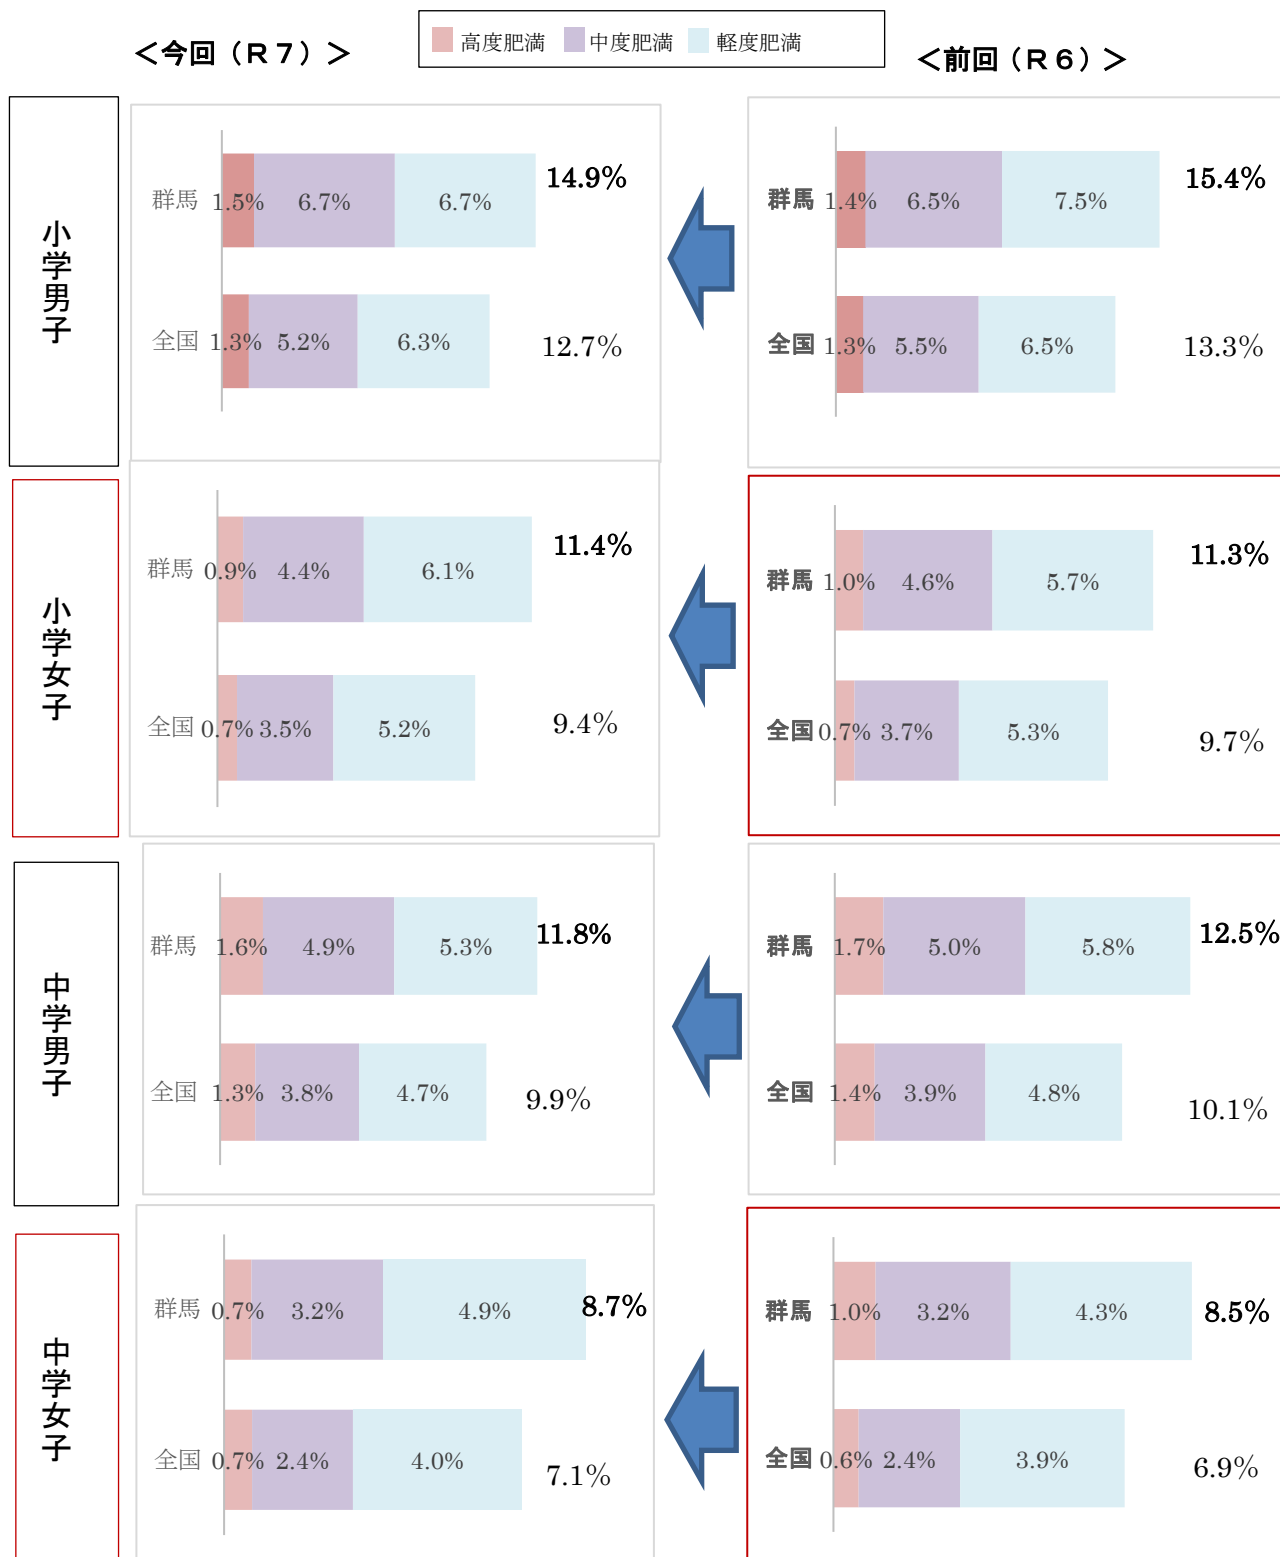 ＜今回（Ｒ７）＞
高度肥満 中度肥満 軽度肥満
＜前回（Ｒ６）＞
小学男子
群馬 1.5% 6.7% 6.7% 14.9%
全国 1.3% 5.2% 6.3% 12.7%
群馬 1.4% 6.5% 7.5% 15.4%
全国 1.3% 5.5% 6.5% 13.3%
小学女子
群馬 0.9% 4.4% 6.1% 11.4%
全国 0.7% 3.5% 5.2% 9.4%
群馬 1.0% 4.6% 5.7% 11.3%
全国 0.7% 3.7% 5.3% 9.7%
中学男子
群馬 1.6% 4.9% 5.3% 11.8%
全国 1.3% 3.8% 4.7% 9.9%
群馬 1.7% 5.0% 5.8% 12.5%
全国 1.4% 3.9% 4.8% 10.1%
中学女子
群馬 0.7% 3.2% 4.9% 8.7%
全国 0.7% 2.4% 4.0% 7.1%
群馬 1.0% 3.2% 4.3% 8.5%
全国 0.6% 2.4% 3.9% 6.9%